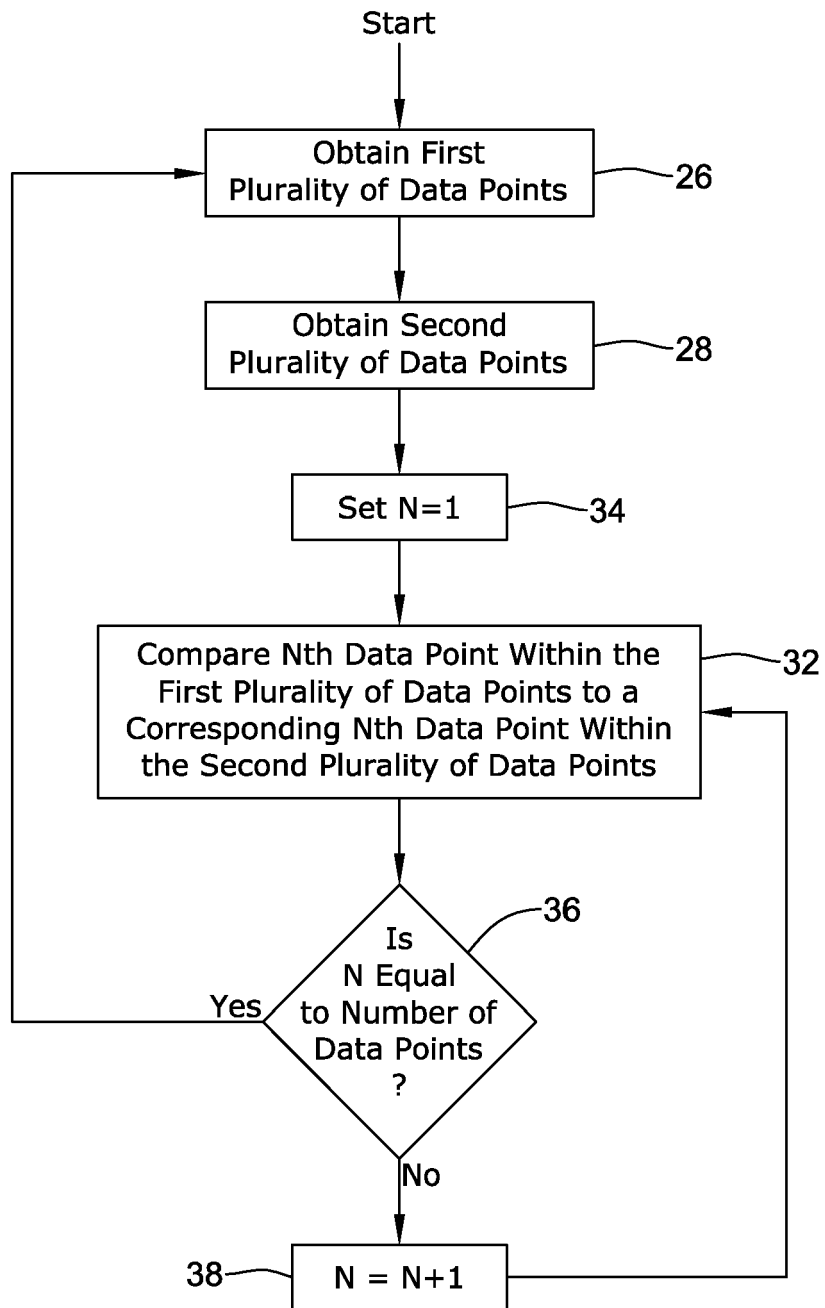 Start
Obtain First
Plurality of Data Points
26
Obtain Second
Plurality of Data Points
28
Set N=1
34
Compare Nth Data Point Within the
First Plurality of Data Points to a
Corresponding Nth Data Point Within
the Second Plurality of Data Points
32
36
Is
N Equal
to Number of
Data Points
?
Yes
No
38
N = N+1